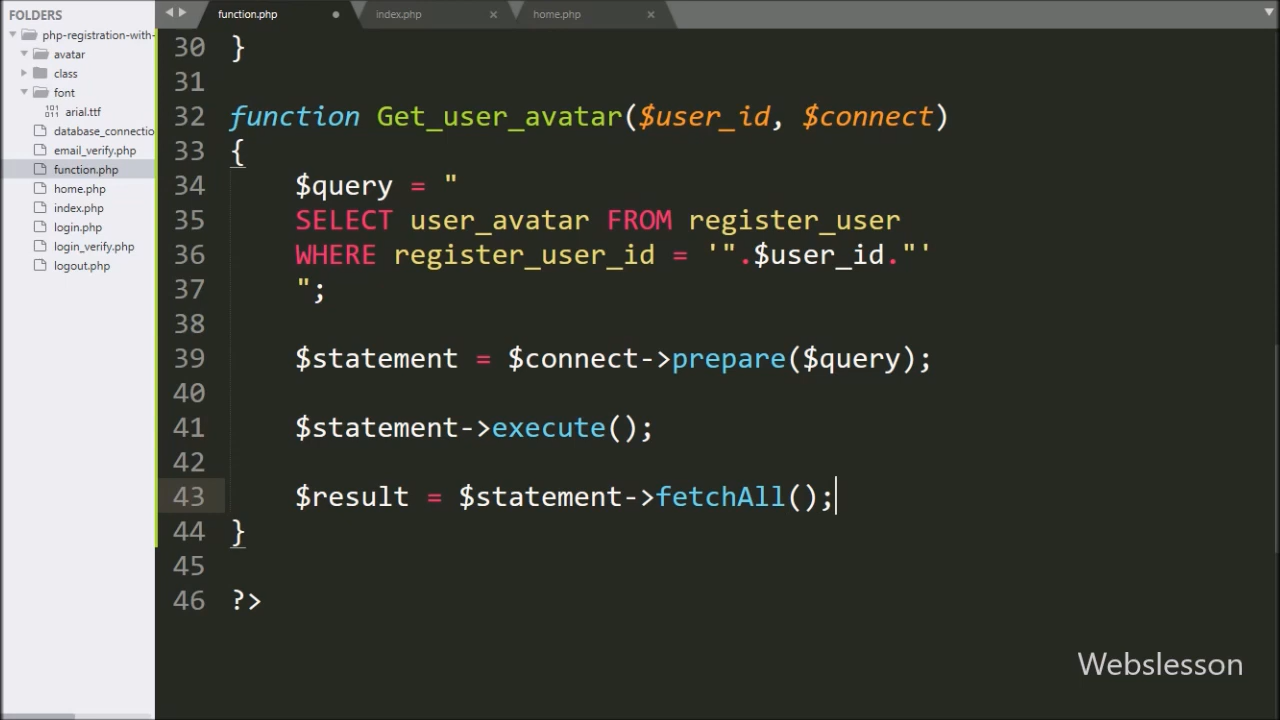 FOLDERS
php-registration-with-
avatar
class
font
arial.ttf
database_connectio
email_verify.php
function.php
home.php
index.php
login.php
login_verify.php
logout.php
function.php index.php home.php
30 }
31
32 function Get_user_avatar($user_id, $connect)
33 {
34 $query = "
35 SELECT user_avatar FROM register_user
36 WHERE register_user_id = '".$user_id."'
37 ";
38
39 $statement = $connect->prepare($query);
40
41 $statement->execute();
42
43 $result = $statement->fetchAll();
44 }
45
46 ?>
Webslesson